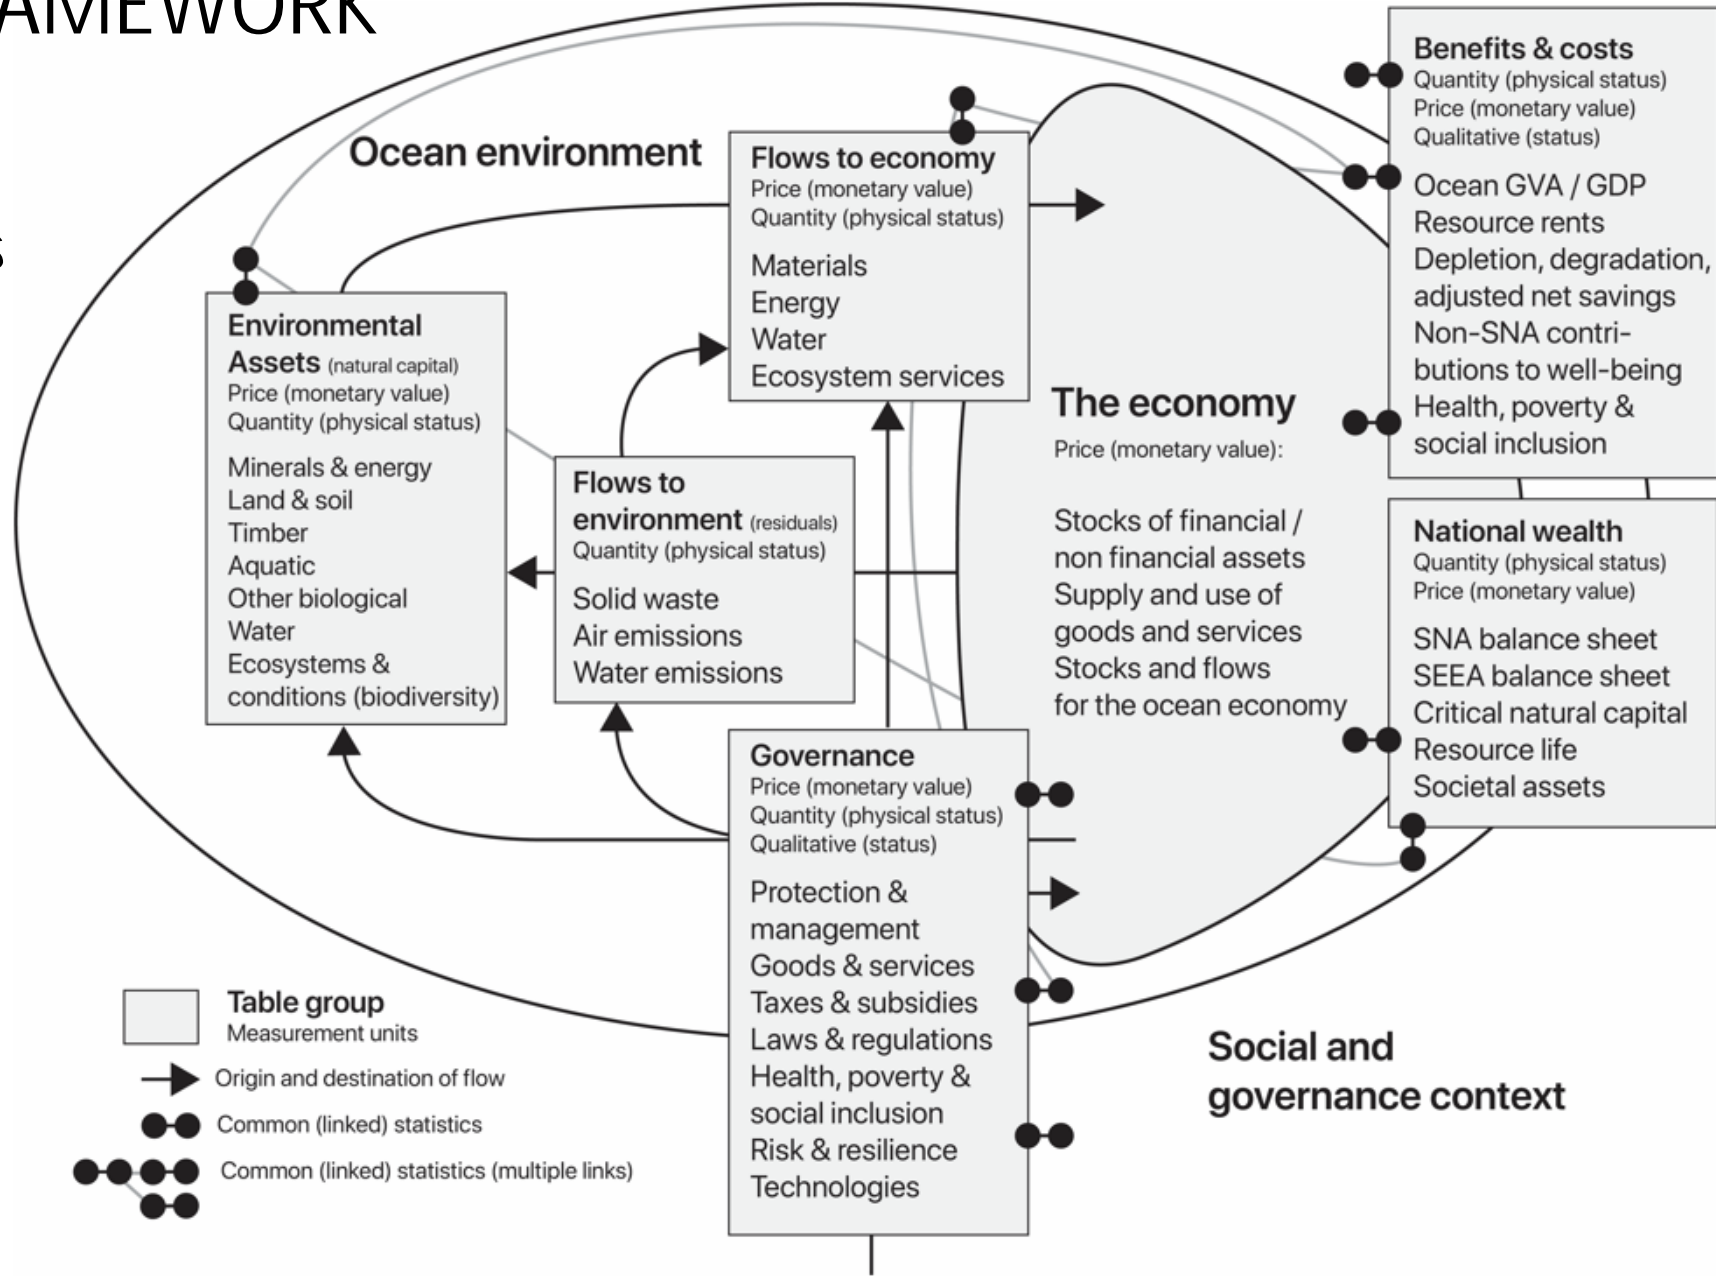 AMEWORK
s
Ocean environment
Environmental
Assets (natural capital)
Price (monetary value)
Quantity (physical status)
Minerals & energy
Land & soil
Timber
Aquatic
Other biological
Water
Ecosystems &
conditions (biodiversity)
Flows to
environment (residuals)
Quantity (physical status)
Solid waste
Air emissions
Water emissions
Flows to economy
Price (monetary value)
Quantity (physical status)
Materials
Energy
Water
Ecosystem services
The economy
Price (monetary value):
Stocks of financial /
non financial assets
Supply and use of
goods and services
Stocks and flows
for the ocean economy
Benefits & costs
Quantity (physical status)
Price (monetary value)
Qualitative (status)
Ocean GVA / GDP
Resource rents
Depletion, degradation,
adjusted net savings
Non-SNA contri-
butions to well-being
Health, poverty &
social inclusion
National wealth
Quantity (physical status)
Price (monetary value)
SNA balance sheet
SEEA balance sheet
Critical natural capital
Resource life
Societal assets
Governance
Price (monetary value)
Quantity (physical status)
Qualitative (status)
Protection &
management
Goods & services
Taxes & subsidies
Laws & regulations
Health, poverty &
social inclusion
Risk & resilience
Technologies
Social and
governance context
Table group
Measurement units
Origin and destination of flow
Common (linked) statistics
Common (linked) statistics (multiple links)